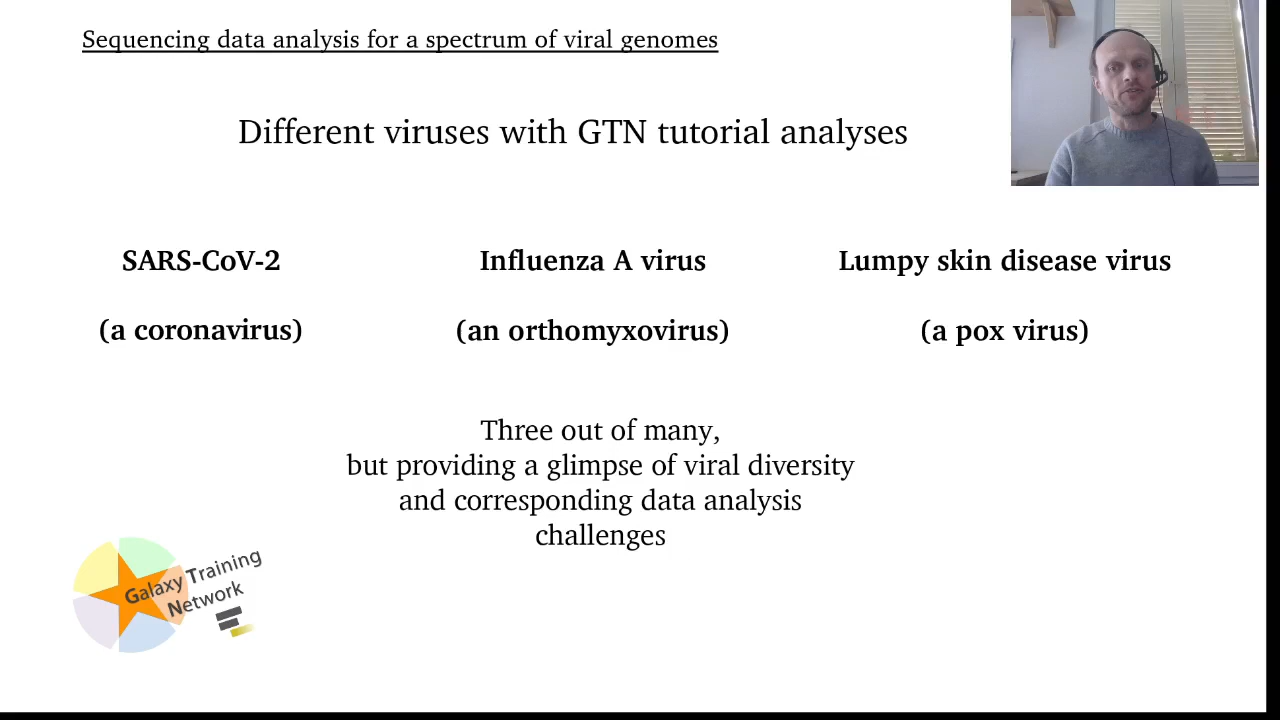 Sequencing data analysis for a spectrum of viral genomes
Different viruses with GTN tutorial analyses
SARS-CoV-2
(a coronavirus)
Influenza A virus
(an orthomyxovirus)
Lumpy skin disease virus
(a pox virus)
Three out of many,
but providing a glimpse of viral diversity
and corresponding data analysis
challenges
Galaxy Training
Network